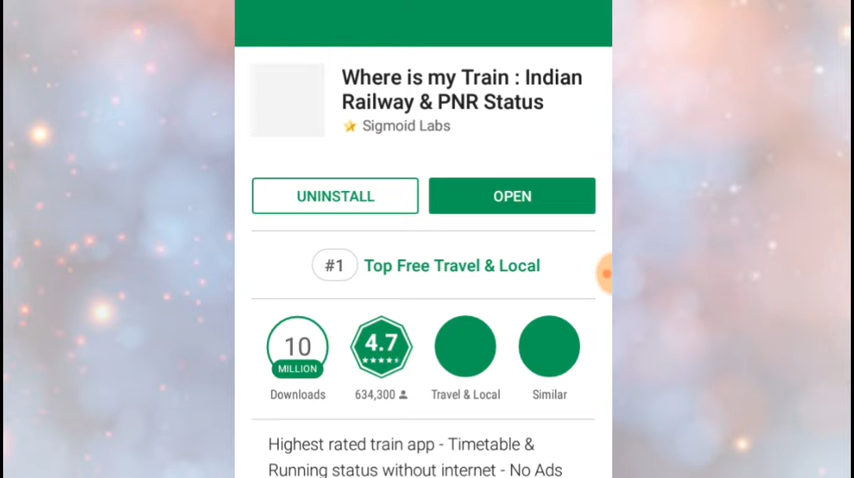 Where is my Train : Indian
Railway & PNR Status
Sigmoid Labs
UNINSTALL
OPEN
#1 Top Free Travel & Local
10
MILLION
4.7
Downloads
634,300
Travel & Local
Similar
Highest rated train app - Timetable &
Running status without internet - No Ads